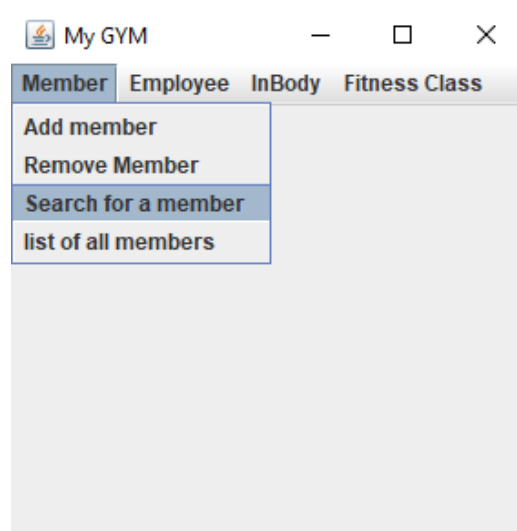 My GYM
Member Employee InBody Fitness Class
Add member
Remove Member
Search for a member
list of all members